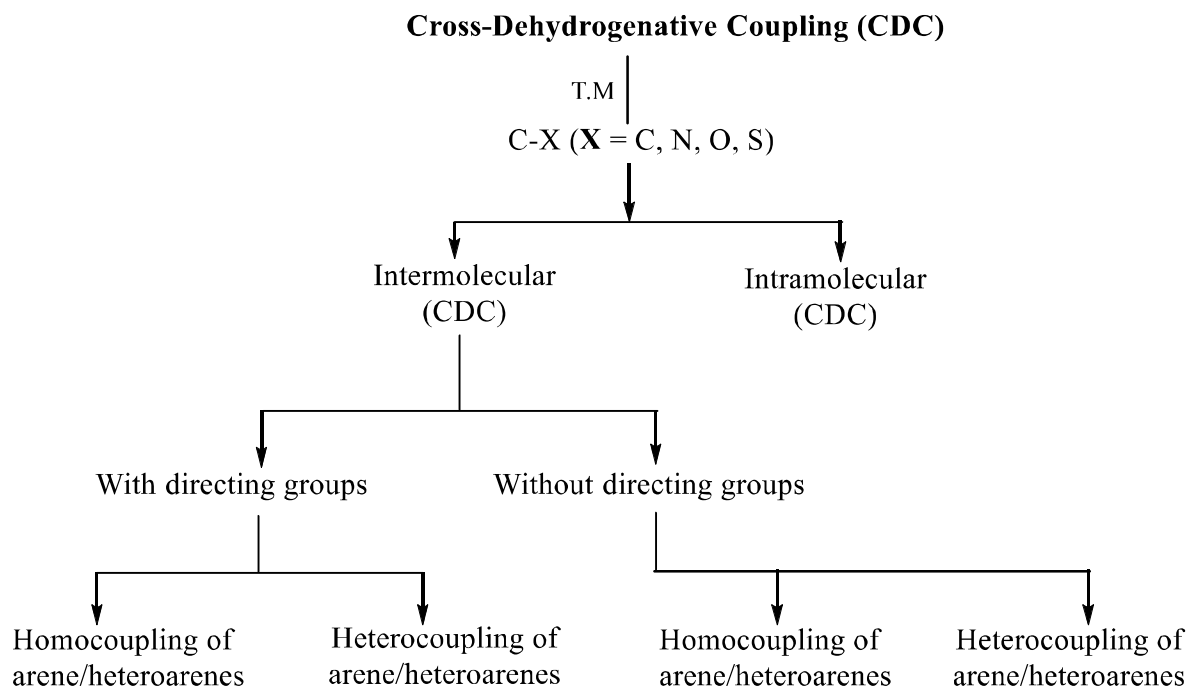 Cross-Dehydrogenative Coupling (CDC)
T.M
C-X (X = C, N, O, S)
Intermolecular
(CDC)
Intramolecular
(CDC)
With directing groups
Without directing groups
Homocoupling of
arene/heteroarenes
Heterocoupling of
arene/heteroarenes
Homocoupling of
arene/heteroarenes
Heterocoupling of
arene/heteroarenes